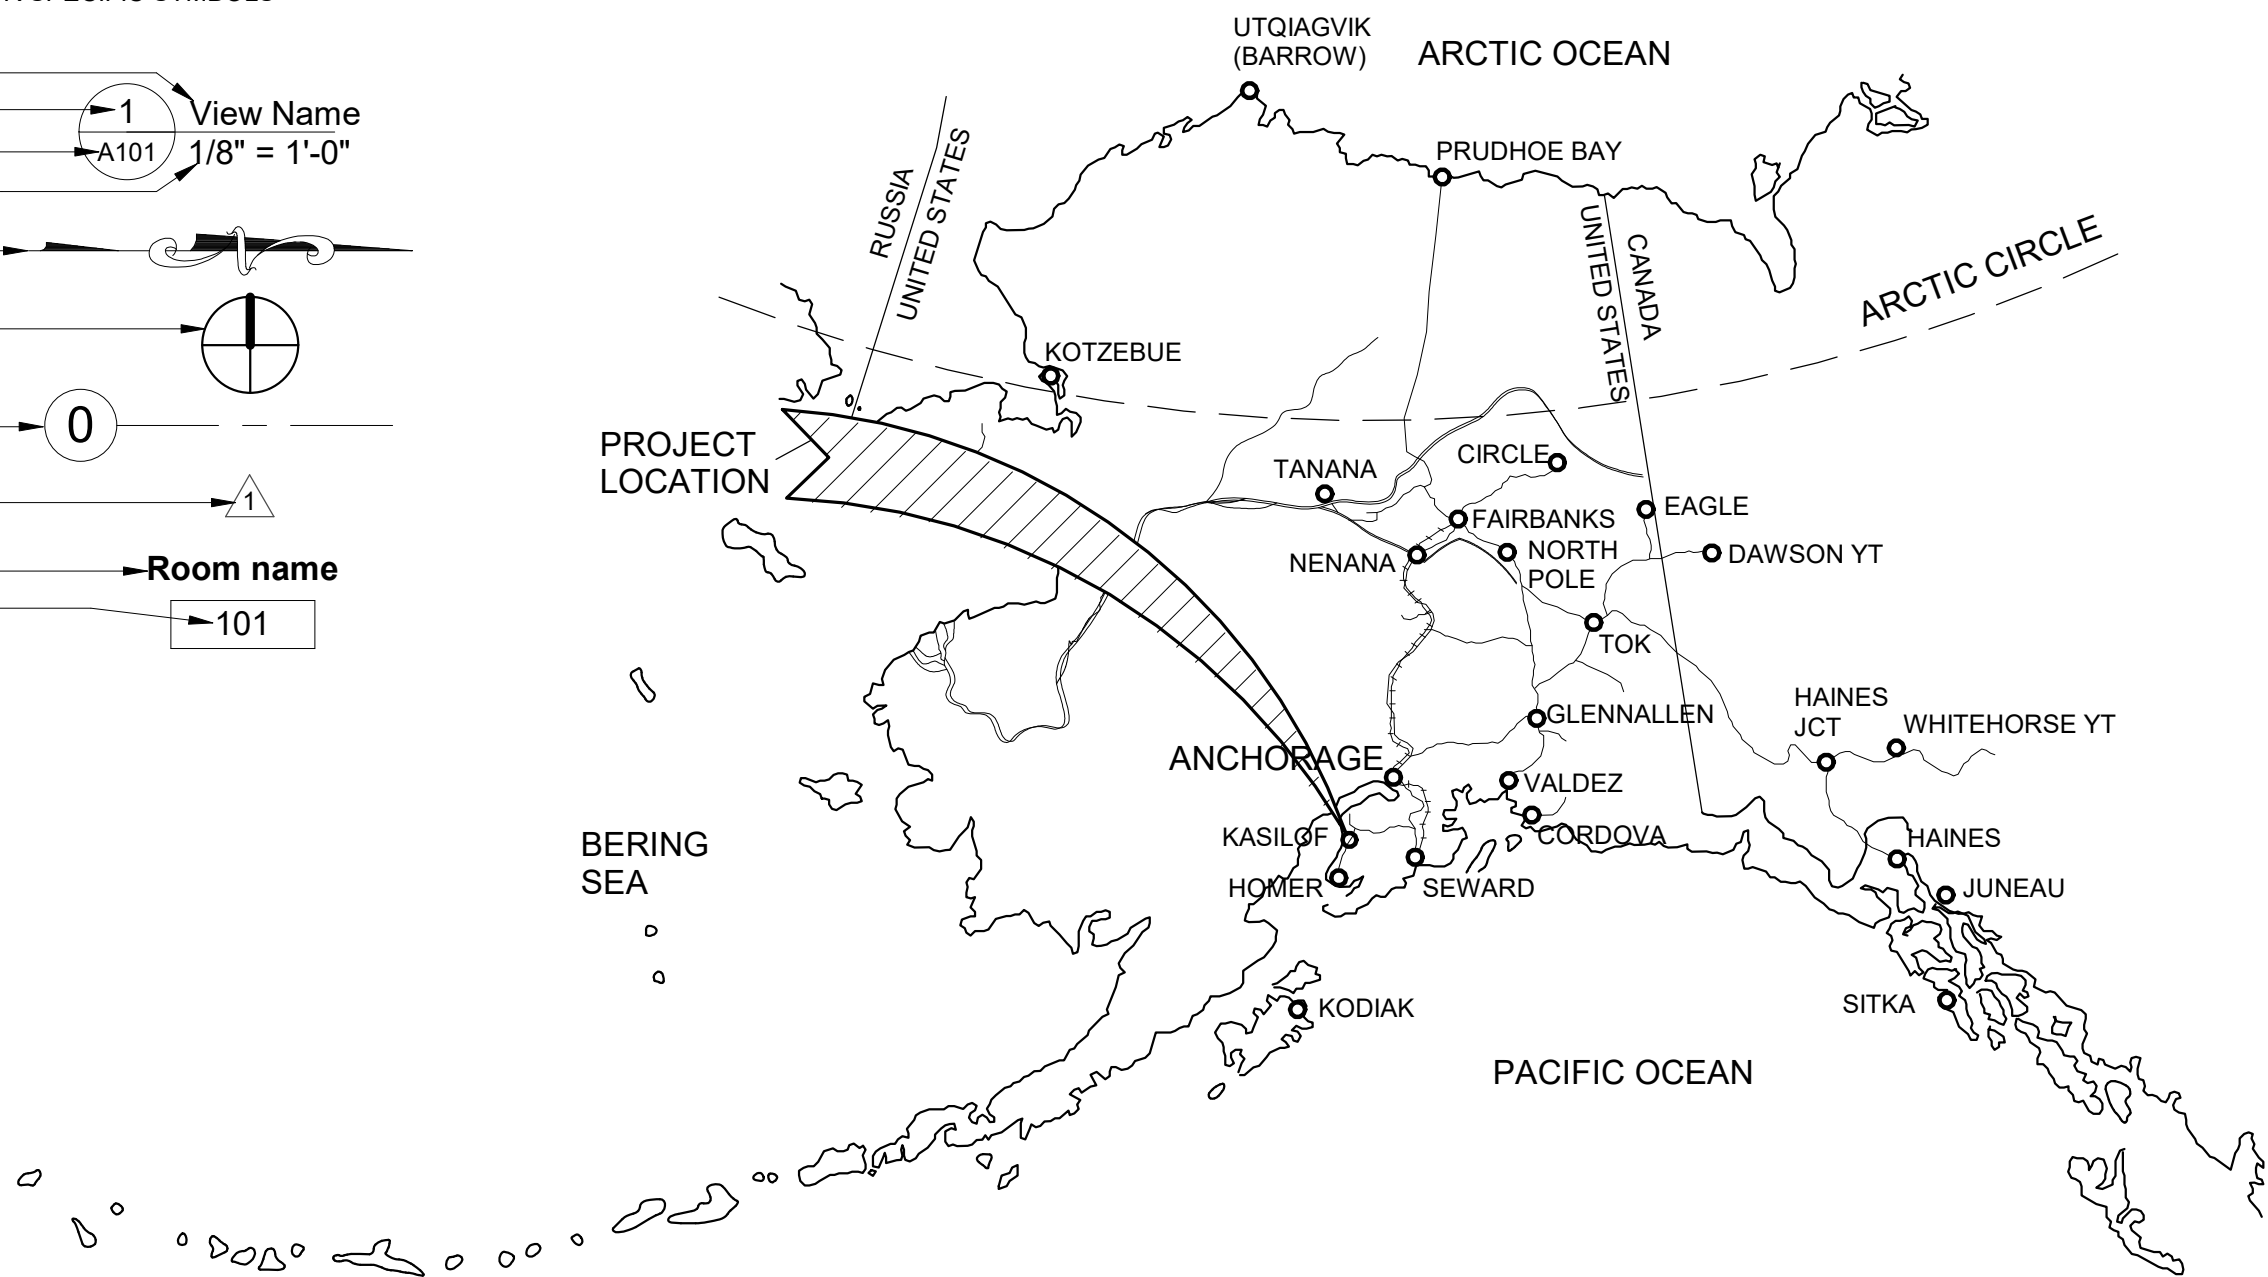 1
View Name
A101
1/8" = 1'-0"
0
1
Room name
101
UTQIAGVIK
(BARROW)
ARCTIC OCEAN
PRUDHOE BAY
RUSSIA
UNITED STATES
UNITED STATES
CANADA
ARCTIC CIRCLE
KOTZEBUE
PROJECT
LOCATION
TANANA
CIRCLE
EAGLE
FAIRBANKS
NENANA
NORTH
POLE
DAWSON YT
TOK
GLENNALLEN
HAINES
JCT
WHITEHORSE YT
ANCHORAGE
VALDEZ
KASILOF
CORDOVA
HAINES
BERING
SEA
HOMER
SEWARD
JUNEAU
KODIAK
SITKA
PACIFIC OCEAN